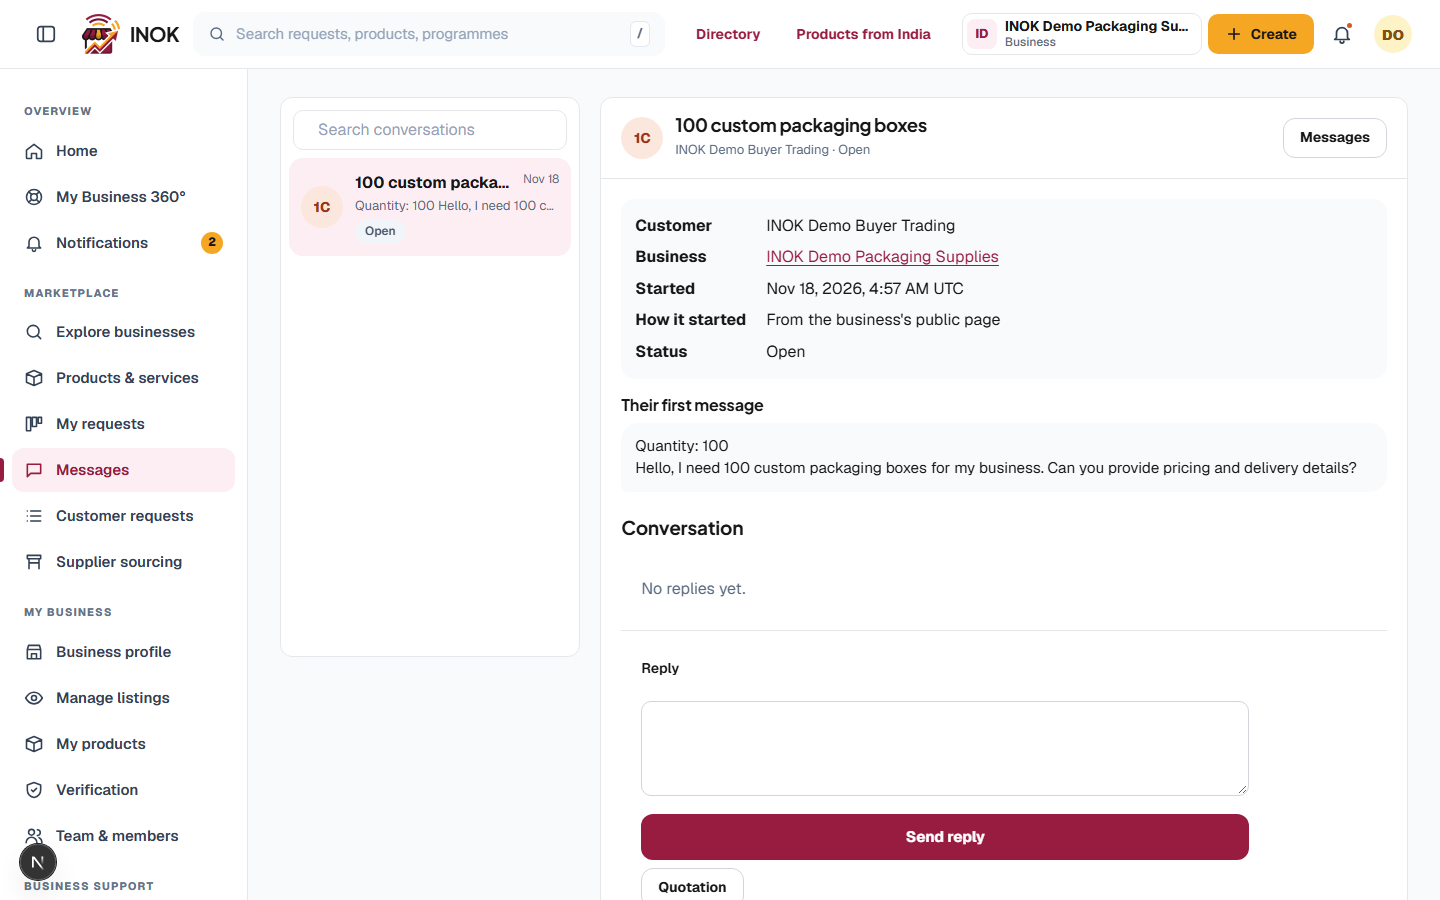 INOK
Search requests, products, programmes
/
Directory
Products from India
ID
INOK Demo Packaging Su...
Business
Create
DO
OVERVIEW
Home
My Business 360°
Notifications
2
MARKETPLACE
Explore businesses
Products & services
My requests
Messages
Customer requests
Supplier sourcing
MY BUSINESS
Business profile
Manage listings
My products
Verification
Team & members
N
BUSINESS SUPPORT
Search conversations
1C
100 custom packa...
Nov 18
Quantity: 100 Hello, I need 100 c...
Open
1C
100 custom packaging boxes
INOK Demo Buyer Trading · Open
Messages
Customer INOK Demo Buyer Trading
Business INOK Demo Packaging Supplies
Started Nov 18, 2026, 4:57 AM UTC
How it started From the business's public page
Status Open
Their first message
Quantity: 100
Hello, I need 100 custom packaging boxes for my business. Can you provide pricing and delivery details?
Conversation
No replies yet.
Reply
Send reply
Quotation